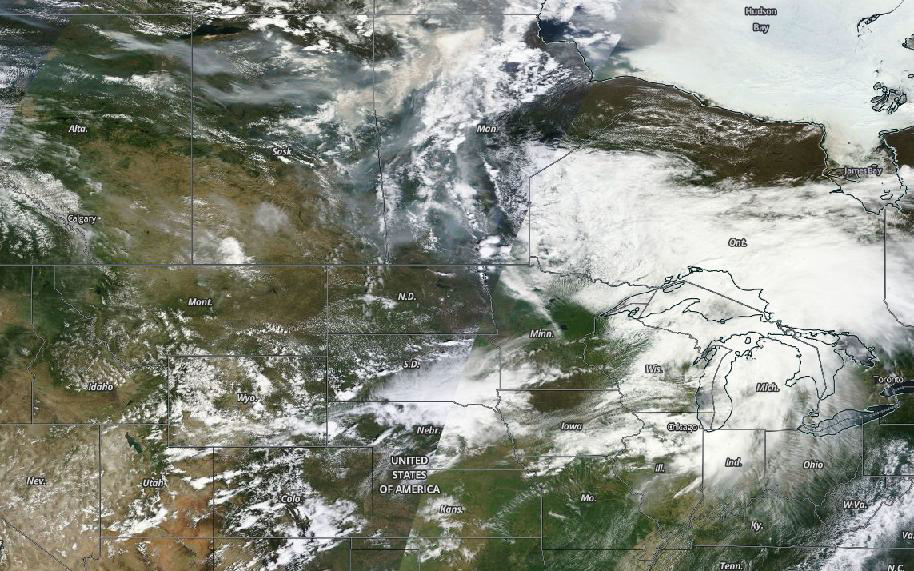 Hudson
Bay
Alta.
Sask.
Man.
James Bay
Calgary
Ont.
Mont.
N.D.
Minn.
S.D.
Wis.
Toronto
Idaho
Wyo.
Mich.
Nebr.
Iowa
Chicago
UNITED
STATES
OF AMERICA
Nev.
Utah
Colo.
Ill.
Ind.
Ohio
Kans.
Mo.
W.Va.
Ky.
Va.
Tenn.
N.C.